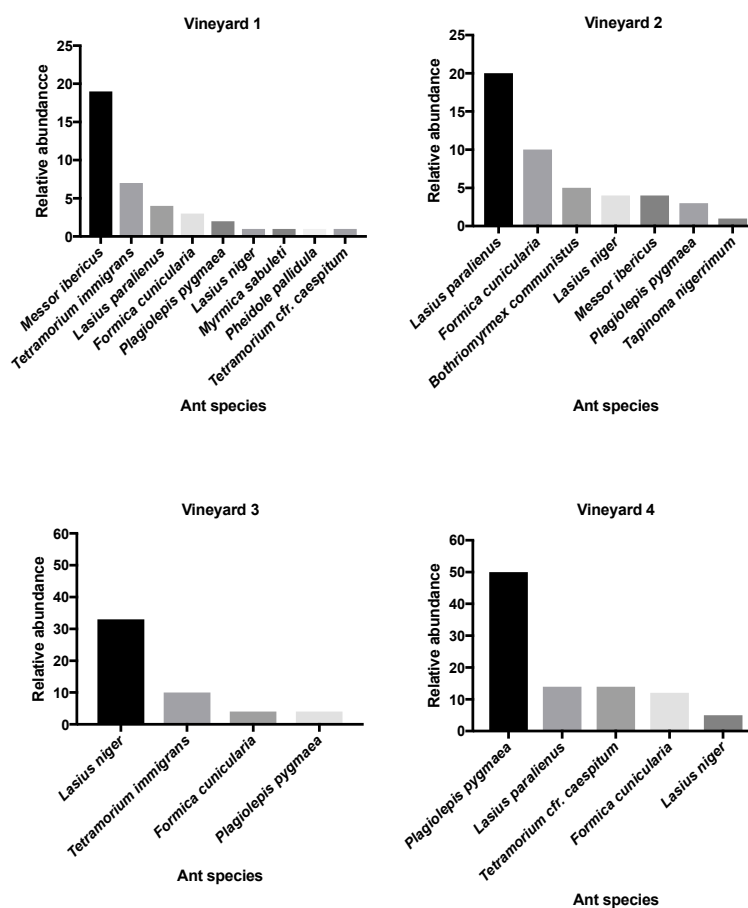 Vineyard 1
25
20
15
10
5
0
Relative abundancce
Messor ibericus
Tetramorium immigrans
Lasius paralienus
Formica cunicularia
Plagiolepis pygmaea
Lasius niger
Myrmica sabuleti
Pheidole pallidula
Tetramorium cfr. caespitum
Ant species
Vineyard 2
25
20
15
10
5
0
Relative abundance
Lasius paralienus
Formica cunicularia
Bothriomyrmex communistus
Lasius niger
Messor ibericus
Plagiolepis pygmaea
Tapinoma nigerrimum
Ant species
Vineyard 3
60
50
40
30
20
10
0
Relative abundance
Lasius niger
Tetramorium immigrans
Formica cunicularia
Plagiolepis pygmaea
Ant species
Vineyard 4
60
50
40
30
20
10
0
Relative abundance
Plagiolepis pygmaea
Lasius paralienus
Tetramorium cfr. caespitum
Formica cunicularia
Lasius niger
Ant species